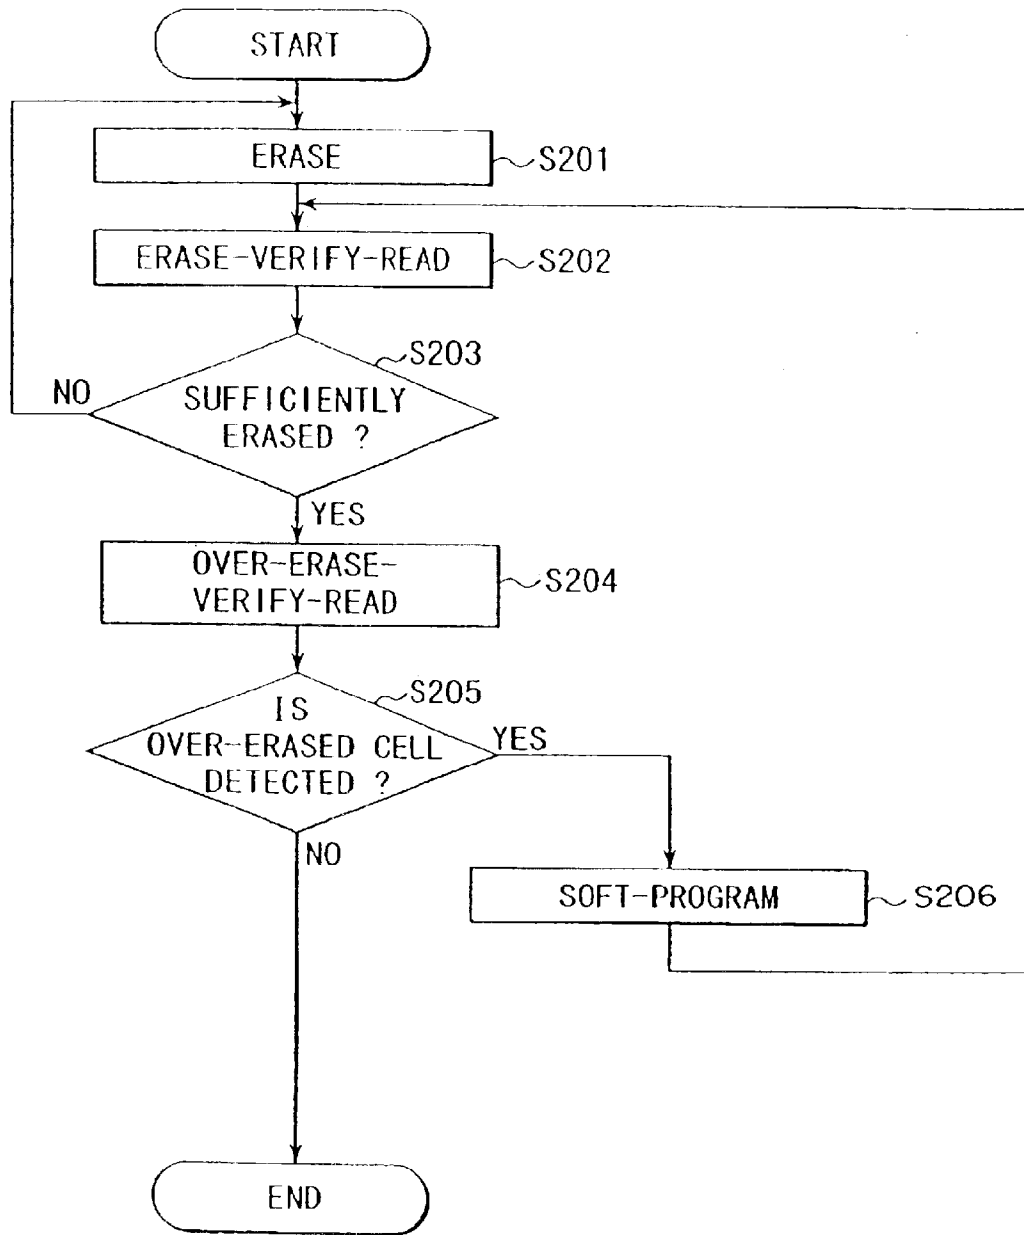 START
ERASE
S201
ERASE-VERIFY-READ
S202
S203
NO
SUFFICIENTLY
ERASED ?
YES
OVER-ERASE-
VERIFY-READ
S204
S205
IS
OVER-ERASED CELL
DETECTED ?
YES
NO
SOFT-PROGRAM
S206
END